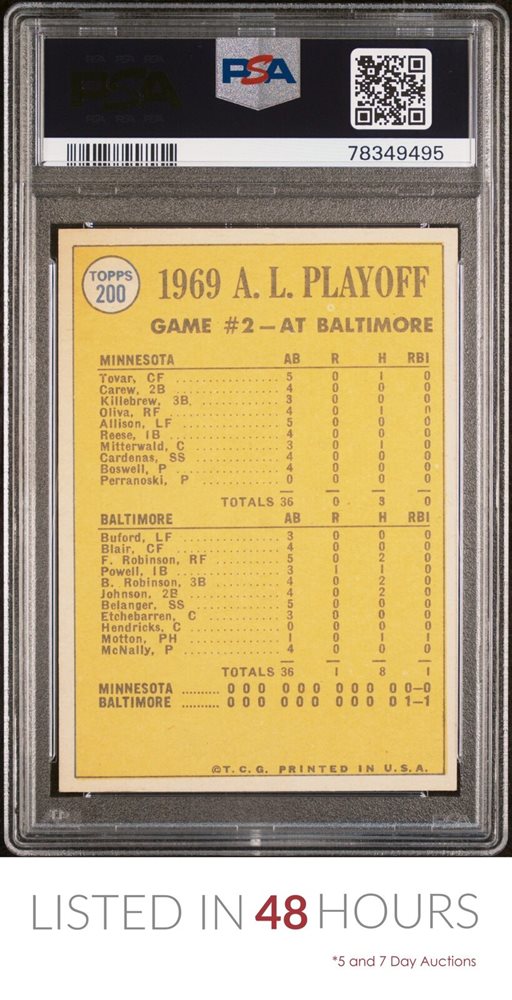 PSA
78349495
TOPPS
200
1969 A. L. PLAYOFF
GAME #2 — AT BALTIMORE
MINNESOTA AB R H RBI
Tovar, CF .............. 5 0 1 0
Carew, 2B .............. 4 0 0 0
Killebrew, 3B. ............ 3 0 0 0
Oliva, RF .............. 4 0 1 0
Allison, LF .............. 5 0 0 0
Reese, 1B .............. 4 0 0 0
Mitterwald, C ............ 3 0 1 0
Cardenas, SS ............ 4 0 0 0
Boswell, P .............. 4 0 0 0
Perranoski, P ............ 0 0 0 0
TOTALS 36 0 3 0
BALTIMORE AB R H RBI
Buford, LF .............. 3 0 0 0
Blair, CF .............. 4 0 0 0
F. Robinson, RF .......... 5 0 2 0
Powell, 1B .............. 3 1 1 0
B. Robinson, 3B .......... 4 0 2 0
Johnson, 2B ............ 4 0 2 0
Belanger, SS ............ 5 0 0 0
Etchebarren, C .......... 3 0 0 0
Hendricks, C ............ 0 0 0 0
Motton, PH .............. 1 0 1 1
McNally, P .............. 4 0 0 0
TOTALS 36 1 8 1
MINNESOTA .......... 0 0 0 0 0 0 0 0 0 0 0—0
BALTIMORE .......... 0 0 0 0 0 0 0 0 0 0 1—1
©T. C. G. PRINTED IN U. S. A.
LISTED IN 48 HOURS
*5 and 7 Day Auctions